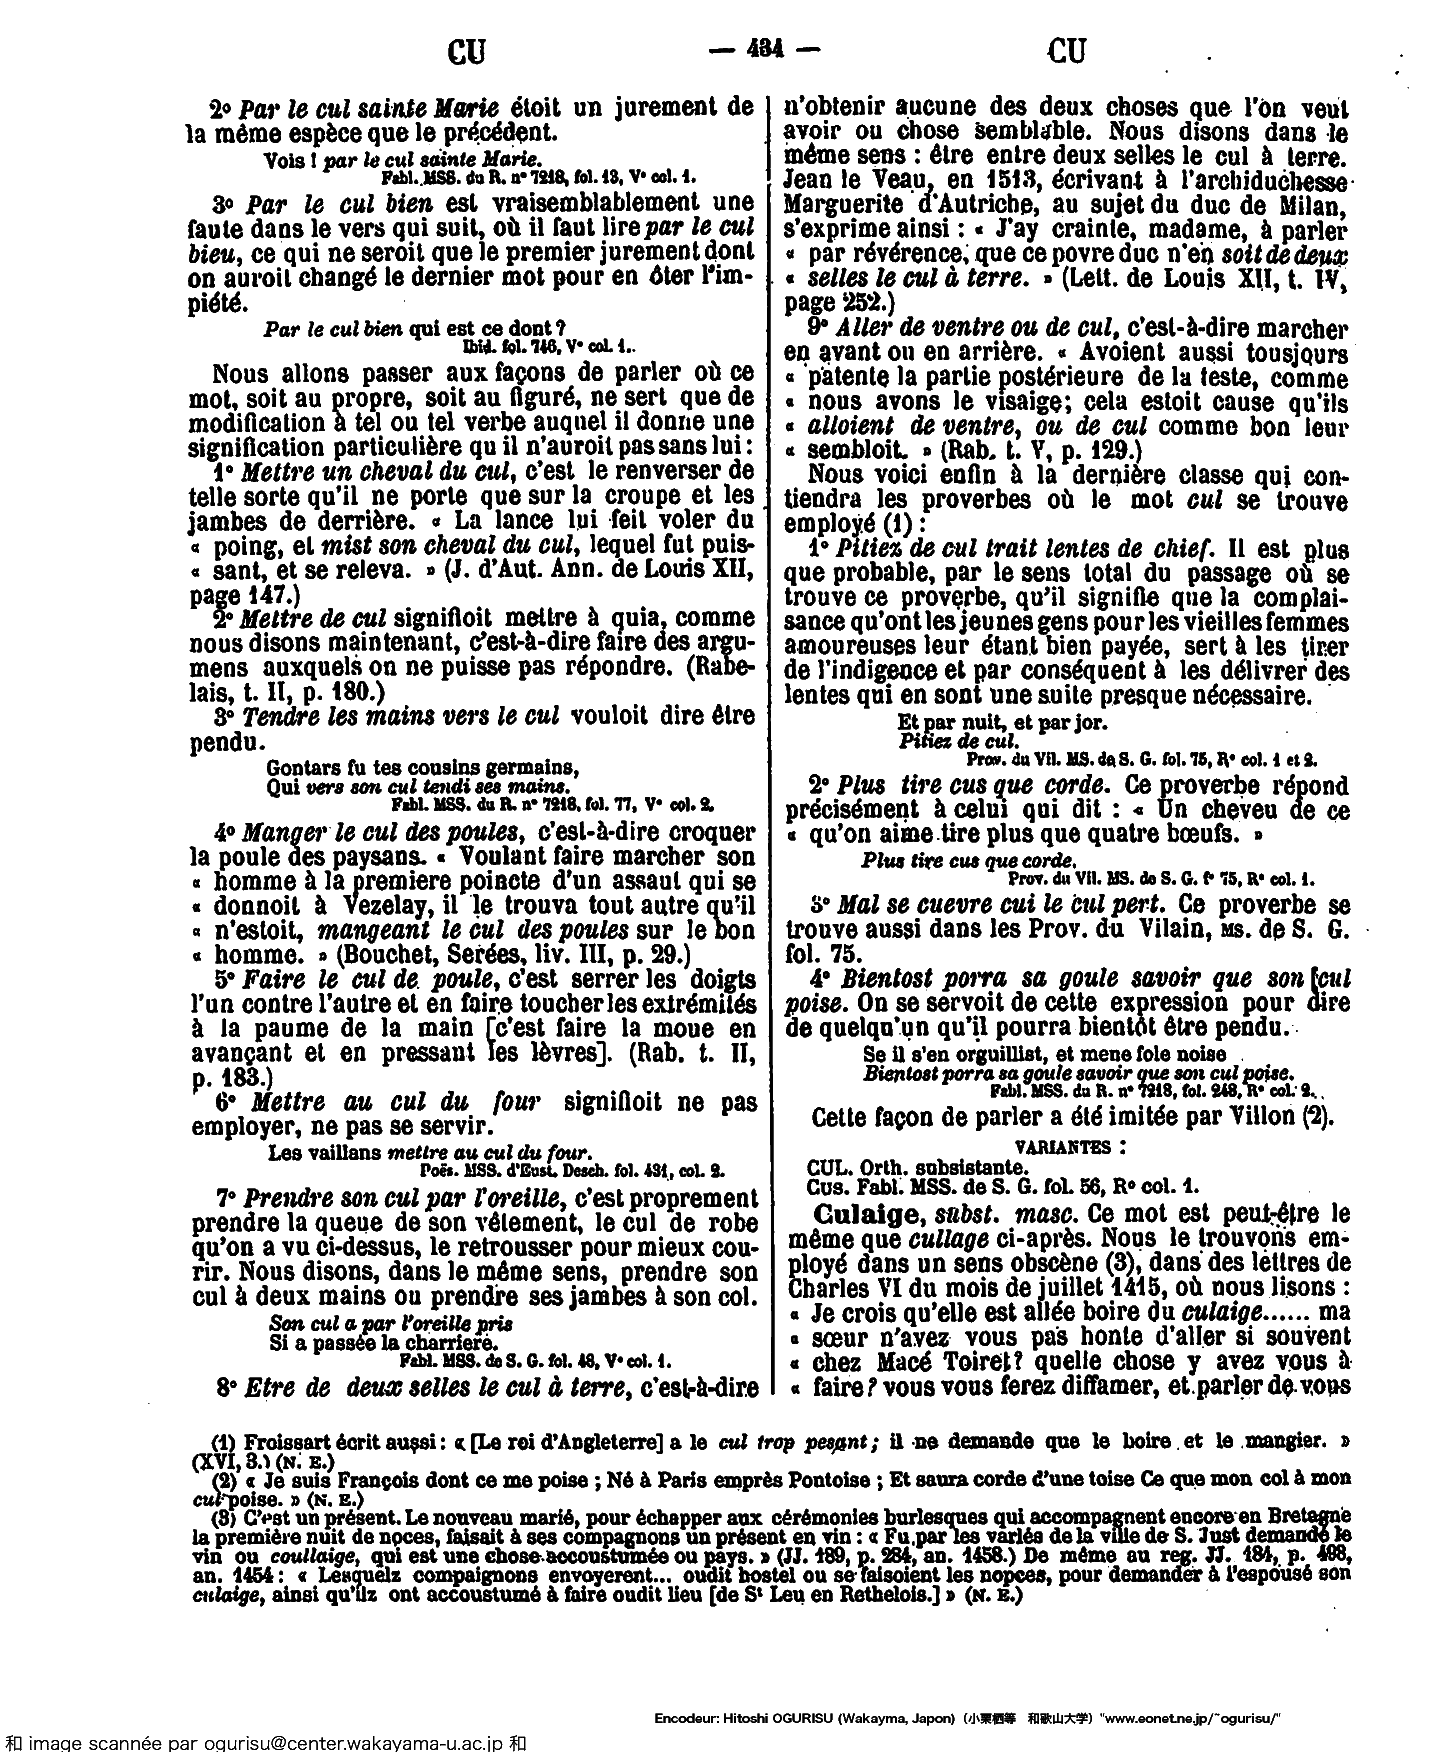 CU — 434 — CU
2º Par le cul sainte Marie étoit un jurement de
la même espèce que le précédent.
Vois ! par le cul sainte Marie.
Fabl. MSS. du R. nº 7218, fol. 13, Vº col. 1.
3º Par le cul bien est vraisemblablement une
faute dans le vers qui suit, où il faut lire par le cul
bieu, ce qui ne seroit que le premier jurement dont
on auroit changé le dernier mot pour en ôter l'im-
piété.
Par le cul bien qui est ce dont ?
Ibid. fol. 746, Vº col. 1.
Nous allons passer aux façons de parler où ce
mot, soit au propre, soit au figuré, ne sert que de
modification à tel ou tel verbe auquel il donne une
signification particulière qu il n'auroit pas sans lui :
1º Mettre un cheval du cul, c'est le renverser de
telle sorte qu'il ne porte que sur la croupe et les
jambes de derrière. « La lance lui feit voler du
« poing, et mist son cheval du cul, lequel fut puis-
« sant, et se releva. » (J. d'Aut. Ann. de Louis XII,
page 147.)
2º Mettre de cul signifioit mettre à quia, comme
nous disons maintenant, c'est-à-dire faire des argu-
mens auxquels on ne puisse pas répondre. (Rabe-
lais, t. II, p. 180.)
3º Tendre les mains vers le cul vouloit dire être
pendu.
Gontars fu tes cousins germains,
Qui vers son cul tendi ses mains.
Fabl. MSS. du R. nº 7218, fol. 77, Vº col. 2.
4º Manger le cul des poules, c'est-à-dire croquer
la poule des paysans. « Voulant faire marcher son
« homme à la premiere poincte d'un assaut qui se
« donnoit à Vezelay, il le trouva tout autre qu'il
« n'estoit, mangeant le cul des poules sur le bon
« homme. » (Bouchet, Serées, liv. III, p. 29.)
5º Faire le cul de poule, c'est serrer les doigts
l'un contre l'autre et en faire toucher les extrémités
à la paume de la main [c'est faire la moue en
avançant et en pressant les lèvres]. (Rab. t. II,
p. 183.)
6º Mettre au cul du four signifioit ne pas
employer, ne pas se servir.
Les vaillans mettre au cul du four.
Poës. MSS. d'Eust. Desch. fol. 431, col. 2.
7º Prendre son cul par l'oreille, c'est proprement
prendre la queue de son vêtement, le cul de robe
qu'on a vu ci-dessus, le retrousser pour mieux cou-
rir. Nous disons, dans le même sens, prendre son
cul à deux mains ou prendre ses jambes à son col.
Son cul a par l'oreille pris
Si a passée la charriere.
Fabl. MSS. de S. G. fol. 48, Vº col. 1.
8º Etre de deux selles le cul à terre, c'est-à-dire
n'obtenir aucune des deux choses que l'on veut
avoir ou chose semblable. Nous disons dans le
même sens : être entre deux selles le cul à terre.
Jean le Veau, en 1513, écrivant à l'archiduchesse
Marguerite d'Autriche, au sujet du duc de Milan,
s'exprime ainsi : « J'ay crainte, madame, à parler
« par révérence, que ce povre duc n'en soit de deux
« selles le cul à terre. » (Lett. de Louis XII, t. IV,
page 252.)
9º Aller de ventre ou de cul, c'est-à-dire marcher
en avant ou en arrière. « Avoient aussi tousjours
« patente la partie postérieure de la teste, comme
« nous avons le visaige; cela estoit cause qu'ils
« alloient de ventre, ou de cul comme bon leur
« sembloit. » (Rab. t. V, p. 129.)
Nous voici enfin à la dernière classe qui con-
tiendra les proverbes où le mot cul se trouve
employé (1) :
1º Pitiez de cul trait lentes de chief. Il est plus
que probable, par le sens total du passage où se
trouve ce proverbe, qu'il signifie que la complai-
sance qu'ont les jeunes gens pour les vieilles femmes
amoureuses leur étant bien payée, sert à les tirer
de l'indigence et par conséquent à les délivrer des
lentes qui en sont une suite presque nécessaire.
Et par nuit, et par jor.
Pitiez de cul.
Prov. du Vil. MS. de S. G. fol. 75, Rº col. 1 et 2.
2º Plus tire cus que corde. Ce proverbe répond
précisément à celui qui dit : « Un cheveu de ce
« qu'on aime tire plus que quatre bœufs. »
Plus tire cus que corde.
Prov. du Vil. MS. de S. G. fº 75, Rº col. 1.
3º Mal se cuevre cui le cul pert. Ce proverbe se
trouve aussi dans les Prov. du Vilain, MS. de S. G.
fol. 75.
4º Bientost porra sa goule savoir que son [cul
poise. On se servoit de cette expression pour dire
de quelqu'un qu'il pourra bientôt être pendu.
Se il s'en orguillist, et mene fole noise
Bientost porra sa goule savoir que son cul poise.
Fabl. MSS. du R. nº 7218, fol. 248, Rº col. 2.
Cette façon de parler a été imitée par Villon (2).
VARIANTES :
CUL. Orth. subsistante.
Cus. Fabl. MSS. de S. G. fol. 56, Rº col. 1.
Culaige, subst. masc. Ce mot est peut-être le
même que cullage ci-après. Nous le trouvons em-
ployé dans un sens obscène (3), dans des lettres de
Charles VI du mois de juillet 1415, où nous lisons :
« Je crois qu'elle est allée boire du culaige...... ma
« sœur n'avez vous pas honte d'aller si souvent
« chez Macé Toiret? quelle chose y avez vous à
« faire? vous vous ferez diffamer, et parler de vous
(1) Froissart écrit aussi : « [Le roi d'Angleterre] a le cul trop pesant ; il ne demande que le boire et le mangier. »
(XVI, 3.) (N. E.)
(2) « Je suis François dont ce me poise ; Né à Paris emprès Pontoise ; Et saura corde d'une toise Ce que mon col à mon
cul poise. » (N. E.)
(3) C'est un présent. Le nouveau marié, pour échapper aux cérémonies burlesques qui accompagnent encore en Bretagne
la première nuit de noces, faisait à ses compagnons un présent en vin : « Fu par les varlés de la ville de S. Just demandé le
vin ou coullaige, qui est une chose accoustumée ou pays. » (JJ. 189, p. 284, an. 1458.) De même au reg. JJ. 184, p. 498,
an. 1454 : « Lesquelz compaignons envoyerent... oudit hostel ou se faisoient les nopces, pour demander à l'espousé son
culaige, ainsi qu'ilz ont accoustumé à faire oudit lieu [de St Leu en Rethelois.] » (N. E.)
Encodeur: Hitoshi OGURISU (Wakayma, Japon)（小栗栖等　和歌山大学）"www.eonet.ne.jp/~ogurisu/"
和 image scannée par ogurisu@center.wakayama-u.ac.jp 和